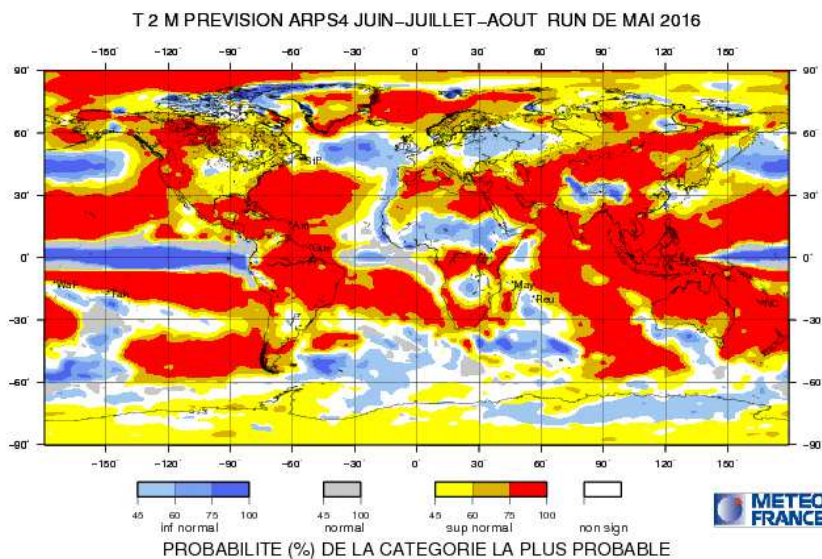 T 2 M PREVISION ARPS4 JUIN-JUILLET-AOUT RUN DE MAI 2016
-150° -120° -90° -60° -30° 0° 30° 60° 90° 120° 150°
90° 90°
60° 60°
StP
30° 30°
Ant
Guy
0° 0°
WaF Tah May Reu NC
-30° -30°
-60° -60°
-90° -90°
-150° -120° -90° -60° -30° 0° 30° 60° 90° 120° 150°
45 60 75 100 45 100 45 60 75 100
inf normal normal sup normal non sign
METEO FRANCE
PROBABILITE (%) DE LA CATEGORIE LA PLUS PROBABLE